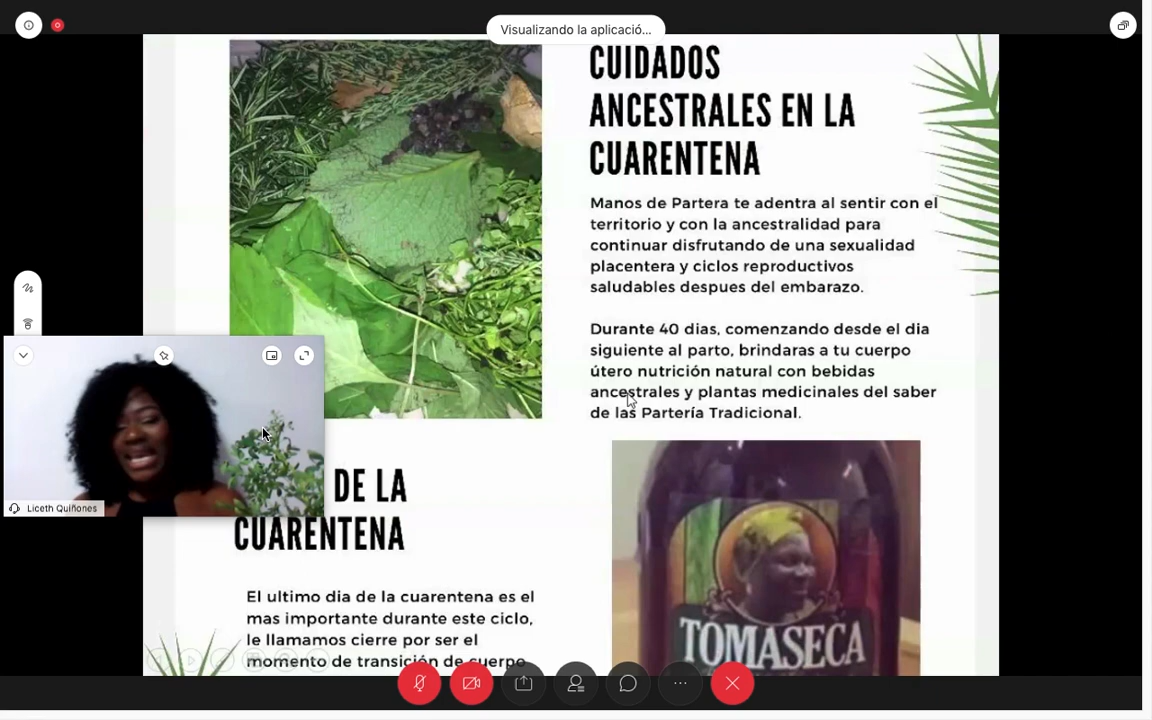 Visualizando la aplicació...
CUIDADOS
ANCESTRALES EN LA
CUARENTENA
Manos de Partera te adentra al sentir con el
territorio y con la ancestralidad para
continuar disfrutando de una sexualidad
placentera y ciclos reproductivos
saludables despues del embarazo.
Durante 40 dias, comenzando desde el dia
siguiente al parto, brindaras a tu cuerpo
útero nutrición natural con bebidas
ancestrales y plantas medicinales del saber
de las Partería Tradicional.
Liceth Quiñones
DE LA
CUARENTENA
El ultimo dia de la cuarentena es el
mas importante durante este ciclo,
le llamamos cierre por ser el
momento de transición de cuerpo
TOMASECA